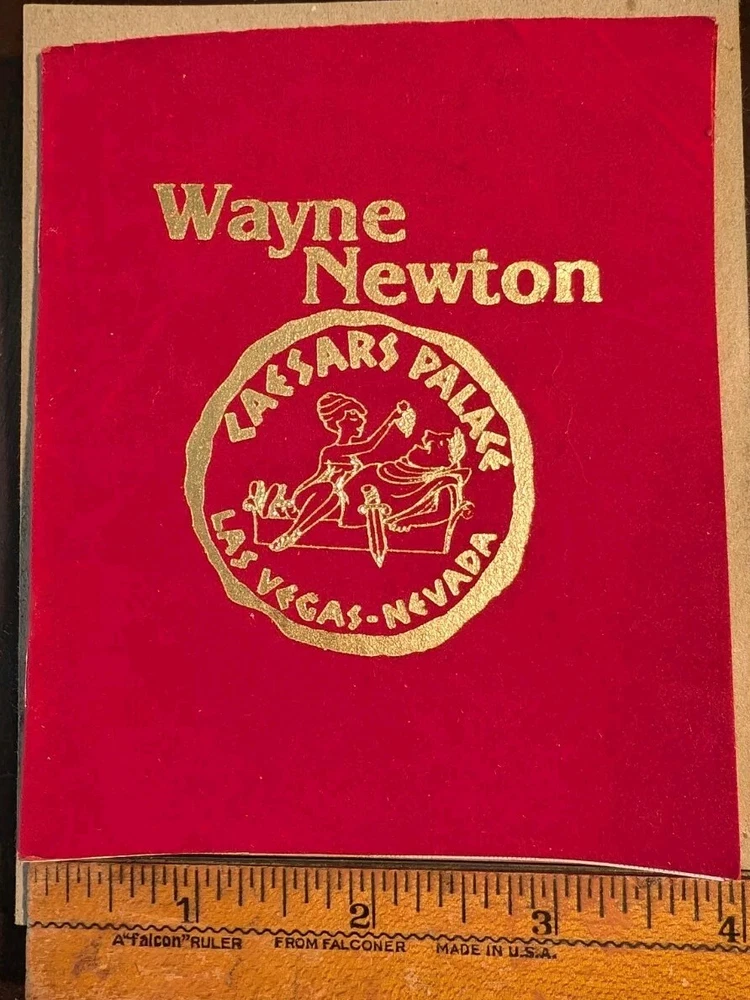 Wayne
Newton
CAESARS PALACE
LAS VEGAS-NEVADA
1 2 3 4
A "Falcon" RULER FROM FALCONER MADE IN U.S.A.